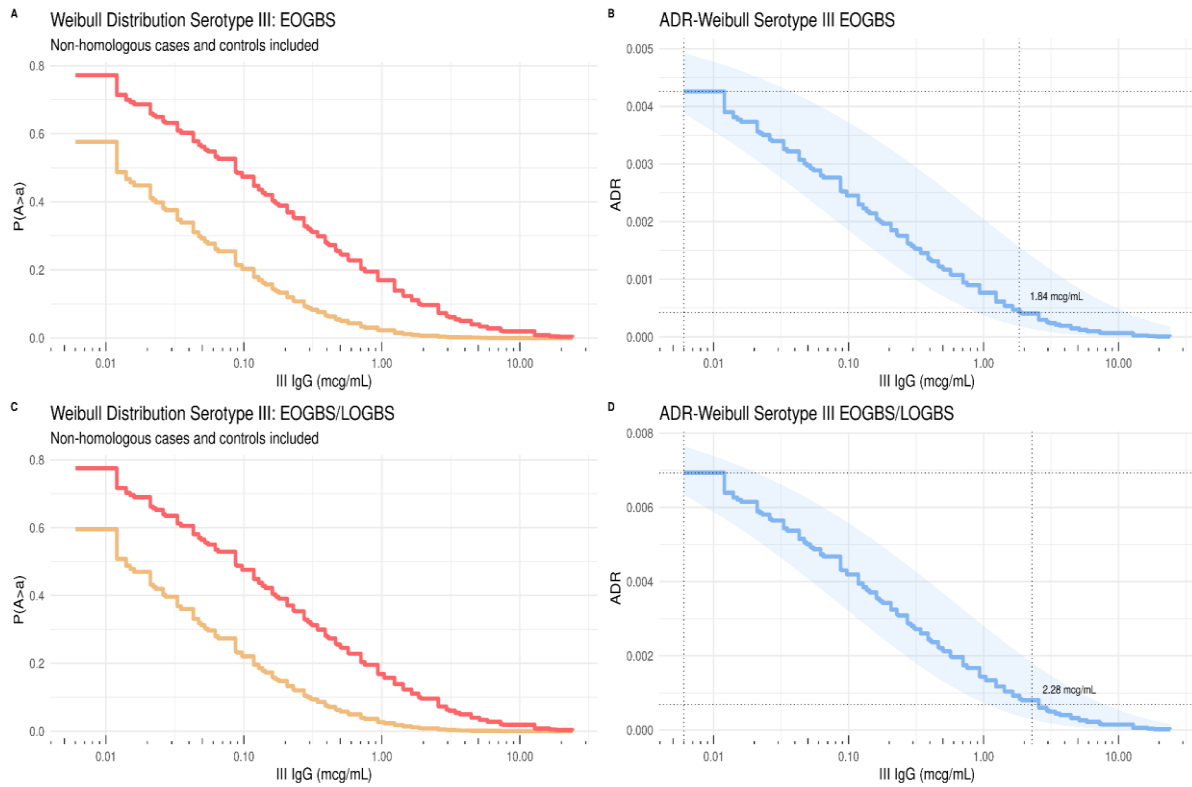 A
Weibull Distribution Serotype III: EOGBS
Non-homologous cases and controls included
P(A>a)
0.8
0.6
0.4
0.2
0.0
0.01
0.10
1.00
10.00
III IgG (mcg/mL)
B
ADR-Weibull Serotype III EOGBS
ADR
0.005
0.004
0.003
0.002
0.001
0.000
1.84 mcg/mL
0.01
0.10
1.00
10.00
III IgG (mcg/mL)
C
Weibull Distribution Serotype III: EOGBS/LOGBS
Non-homologous cases and controls included
P(A>a)
0.8
0.6
0.4
0.2
0.0
0.01
0.10
1.00
10.00
III IgG (mcg/mL)
D
ADR-Weibull Serotype III EOGBS/LOGBS
ADR
0.008
0.006
0.004
0.002
0.000
2.28 mcg/mL
0.01
0.10
1.00
10.00
III IgG (mcg/mL)